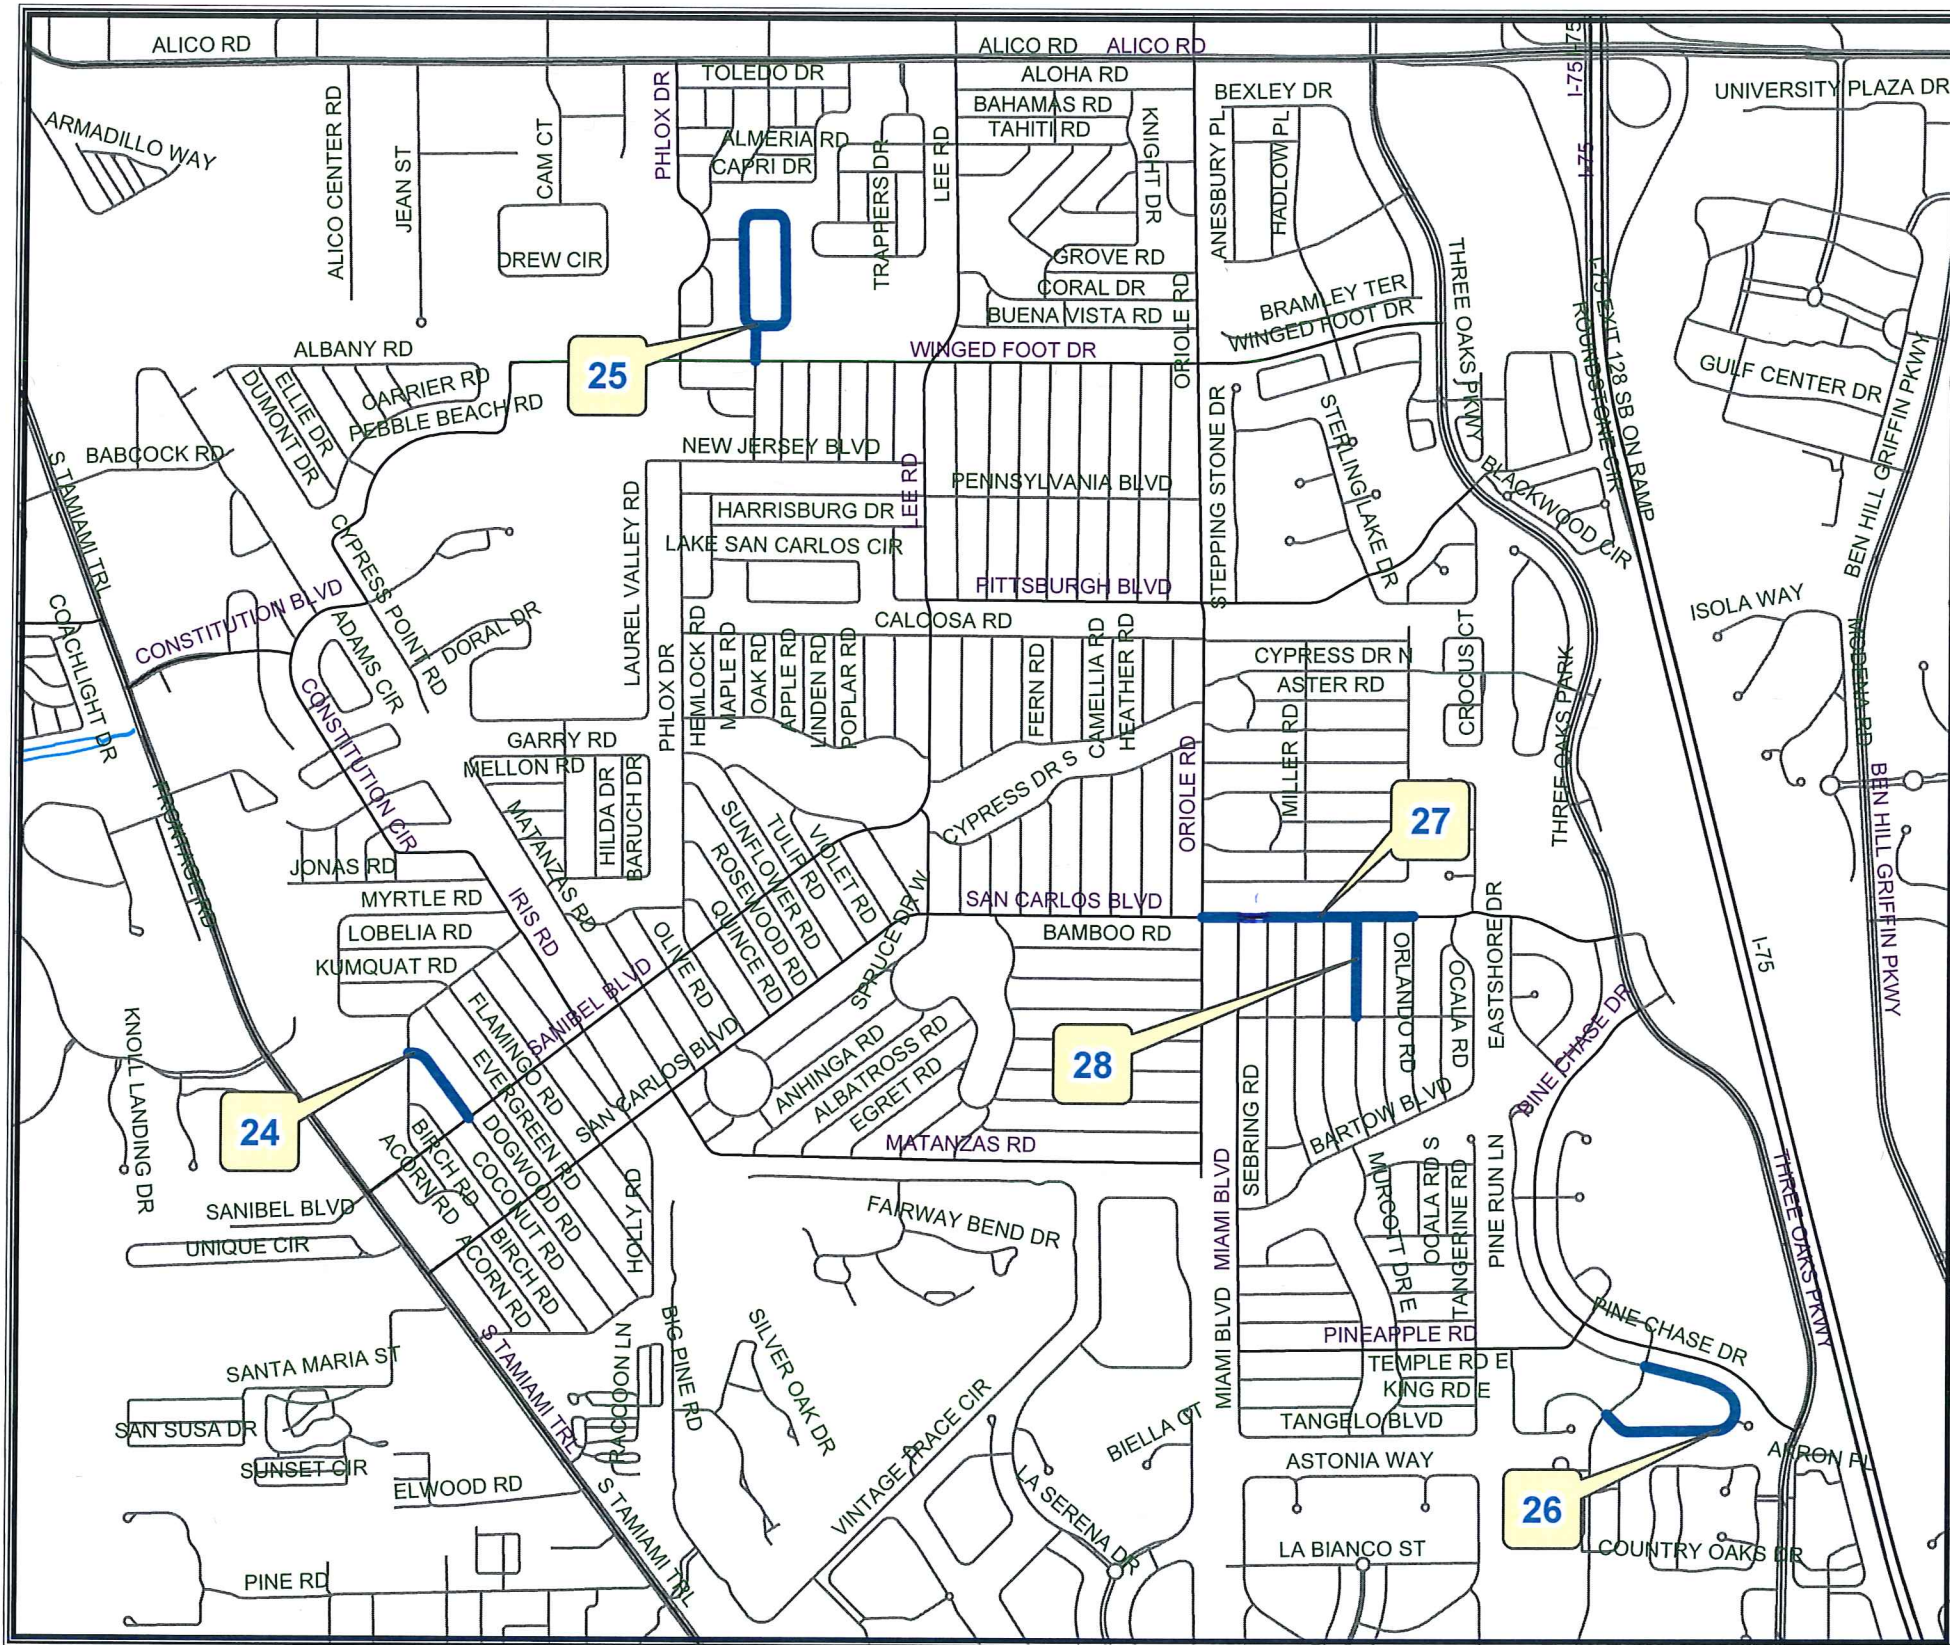 ALICO RD
ALICO RD
ALICO RD
I-75
I-75
I-75
I-75
TOLEDO DR
ALOHA RD
PHLOX DR
BEXLEY DR
UNIVERSITY PLAZA DR
BAHAMAS RD
TAHITI RD
ARMADILLO WAY
ALICO CENTER RD
JEAN ST
CAM CT
ALMERIA RD
CAPRI DR
TRAPPERS DR
LEE RD
KNIGHT DR
ANESBURY PL
HADLOW PL
DREW CIR
GROVE RD
CORAL DR
BUENA VISTA RD
ORIOLE RD
BRAMLEY TER
WINGED FOOT DR
THREE OAKS PKWY
I-75 EXIT 128 SB ON RAMP
ROUNDSTONE CIR
ALBANY RD
25
WINGED FOOT DR
GULF CENTER DR
BEN HILL GRIFFIN PKWY
DUMONT DR
ELLIE DR
CARRIER RD
PEBBLE BEACH RD
BABCOCK RD
S TAMIAMI TRL
NEW JERSEY BLVD
LEE RD
PENNSYLVANIA BLVD
STEPPING STONE DR
STERLING LAKE DR
BLACKWOOD CIR
HARRISBURG DR
LAKE SAN CARLOS CIR
LAUREL VALLEY RD
CYPRESS POINT RD
PITTSBURGH BLVD
COACHLIGHT DR
CONSTITUTION BLVD
ADAMS CIR
DORAL DR
CALOOSA RD
ISOLA WAY
MODENA RD
PHLOX DR
HEMLOCK RD
MAPLE RD
OAK RD
APPLE RD
LINDEN RD
POPLAR RD
FERN RD
CAMELLIA RD
HEATHER RD
CYPRESS DR N
ASTER RD
CROCUS CT
THREE OAKS PARK
CONSTITUTION CIR
GARRY RD
MELLON RD
HILDA DR
BARUCH DR
MATANZAS RD
CYPRESS DR S
ORIOLE RD
MILLER RD
27
BEN HILL GRIFFIN PKWY
FRONTAGE RD
JONAS RD
MYRTLE RD
IRIS RD
LOBELIA RD
KUMQUAT RD
SUNFLOWER RD
TULIP RD
VIOLET RD
ROSEWOOD RD
QUINCE RD
OLIVE RD
SPRUCE DR W
SAN CARLOS BLVD
BAMBOO RD
EASTSHORE DR
ORLANDO RD
OCALA RD
I-75
KNOLL LANDING DR
FLAMINGO RD
SANIBEL BLVD
EVERGREEN RD
SAN CARLOS BLVD
ANHINGA RD
ALBATROSS RD
EGRET RD
28
PINE CHASE DR
24
DOGWOOD RD
COCONUT RD
BIRCH RD
ACORN RD
MATANZAS RD
SEBRING RD
BARTOW BLVD
SANIBEL BLVD
UNIQUE CIR
BIRCH RD
ACORN RD
HOLLY RD
FAIRWAY BEND DR
MIAMI BLVD
MURCOTT DR E
OCALA RD S
TANGERINE RD
PINE RUN LN
THREE OAKS PKWY
S TAMIAMI TRL
SANTA MARIA ST
SAN SUSA DR
SUNSET CIR
ELWOOD RD
RACCOON LN
BIG PINE RD
SILVER OAK DR
MIAMI BLVD
PINEAPPLE RD
TEMPLE RD E
KING RD E
TANGELO BLVD
PINE CHASE DR
VINTAGE TRACE CIR
BIELLA CT
ASTONIA WAY
AKRON PL
26
S TAMIAMI TRL
LA SERENA DR
LA BIANCO ST
COUNTRY OAKS DR
PINE RD